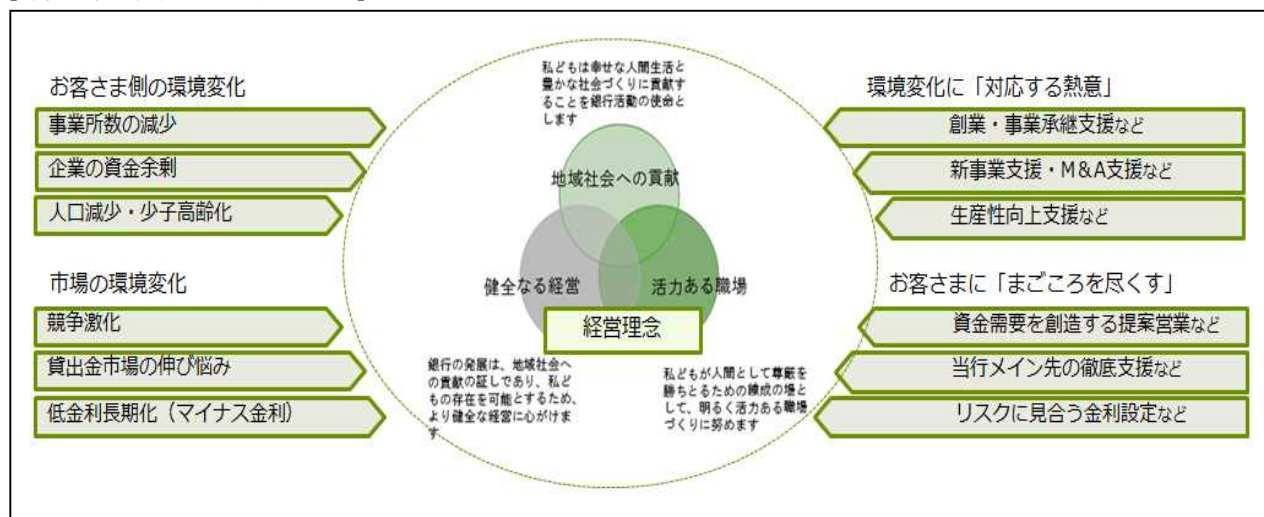 お客さま側の環境変化
事業所数の減少
企業の資金余剰
人口減少・少子高齢化
市場の環境変化
競争激化
貸出金市場の伸び悩み
低金利長期化（マイナス金利）
私どもは幸せな人間生活と
豊かな社会づくりに貢献す
ることを銀行活動の使命と
します
地域社会への貢献
健全なる経営
活力ある職場
経営理念
銀行の発展は、地域社会へ
の貢献の証しであり、私ど
もの存在を可能とするため、
より健全な経営に心がけま
す
私どもが人間として尊厳を
勝ちとるための錬成の場と
して、明るく活力ある職場
づくりに努めます
環境変化に「対応する熱意」
創業・事業承継支援など
新事業支援・M&A支援など
生産性向上支援など
お客さまに「まごころを尽くす」
資金需要を創造する提案営業など
当行メイン先の徹底支援など
リスクに見合う金利設定など